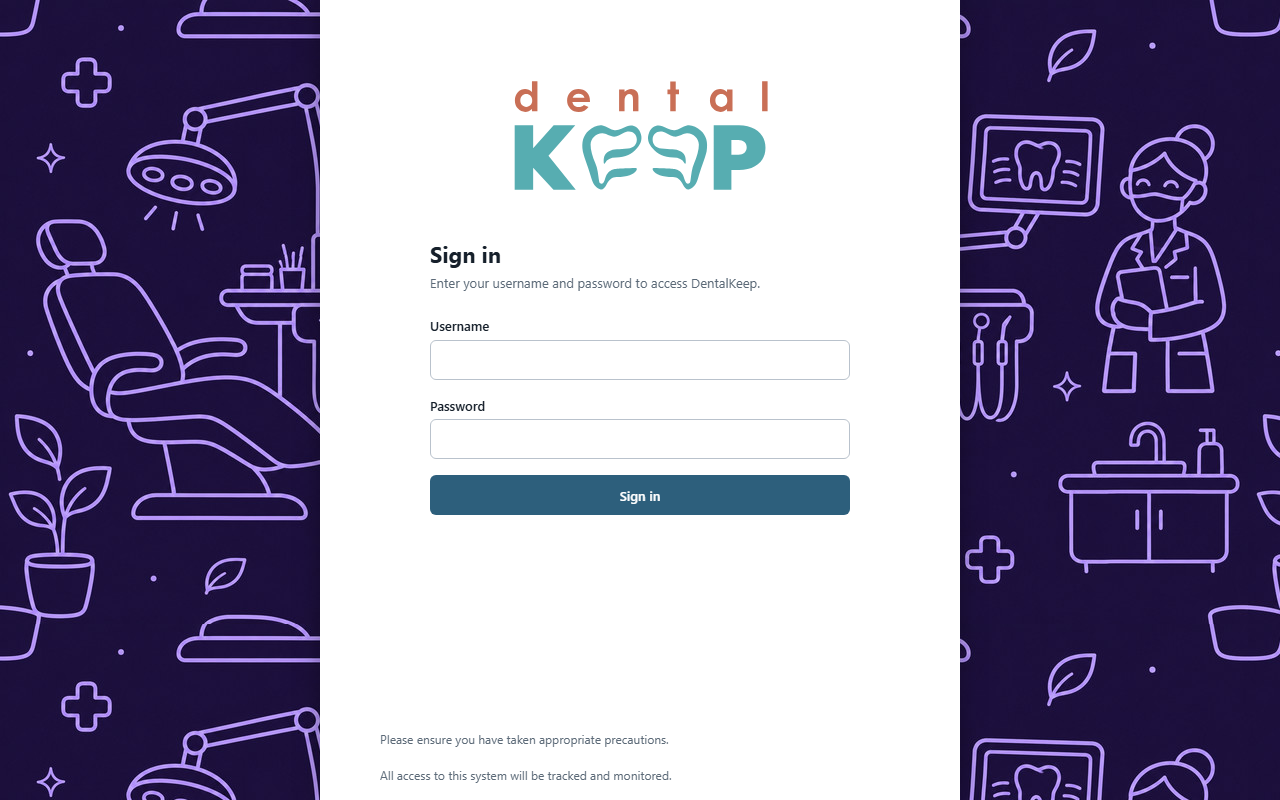 dental
KEEP
Sign in
Enter your username and password to access DentalKeep.
Username
Password
Sign in
Please ensure you have taken appropriate precautions.
All access to this system will be tracked and monitored.